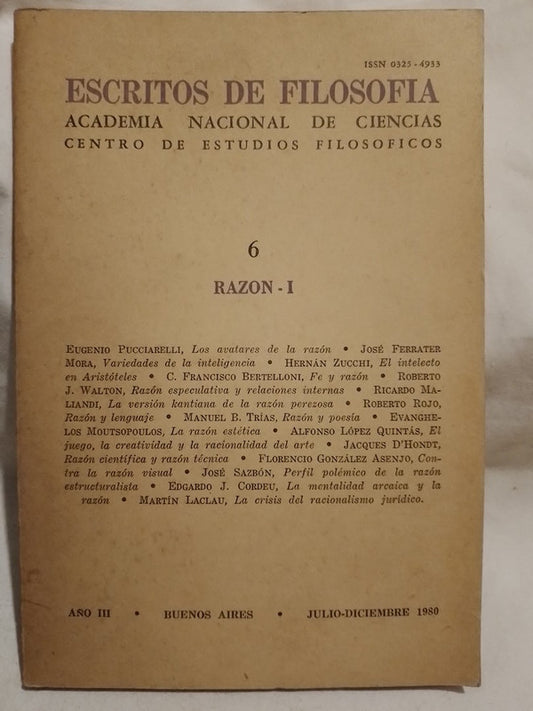 ISSN 0325-4933
ESCRITOS DE FILOSOFIA
ACADEMIA NACIONAL DE CIENCIAS
CENTRO DE ESTUDIOS FILOSOFICOS
6
RAZON - I
EUGENIO PUCCIARELLI, Los avatares de la razón • JOSÉ FERRATER
MORA, Variedades de la inteligencia • HERNÁN ZUCCHI, El intelecto
en Aristóteles • C. FRANCISCO BERTELLONI, Fe y razón • ROBERTO
J. WALTON, Razón especulativa y relaciones internas • RICARDO MA-
LIANDI, La versión kantiana de la razón perezosa • ROBERTO ROJO,
Razón y lenguaje • MANUEL B. TRÍAS, Razón y poesía • EVANGHE-
LOS MOUTSOPOULOS, La razón estética • ALFONSO LÓPEZ QUINTÁS, El
juego, la creatividad y la racionalidad del arte • JACQUES D'HONDT,
Razón científica y razón técnica • FLORENCIO GONZÁLEZ ASENJO, Con-
tra la razón visual • JOSÉ SAZBÓN, Perfil polémico de la razón
estructuralista • EDGARDO J. CORDEU, La mentalidad arcaica y la
razón • MARTÍN LACLAU, La crisis del racionalismo jurídico.
AÑO III • BUENOS AIRES • JULIO-DICIEMBRE 1980